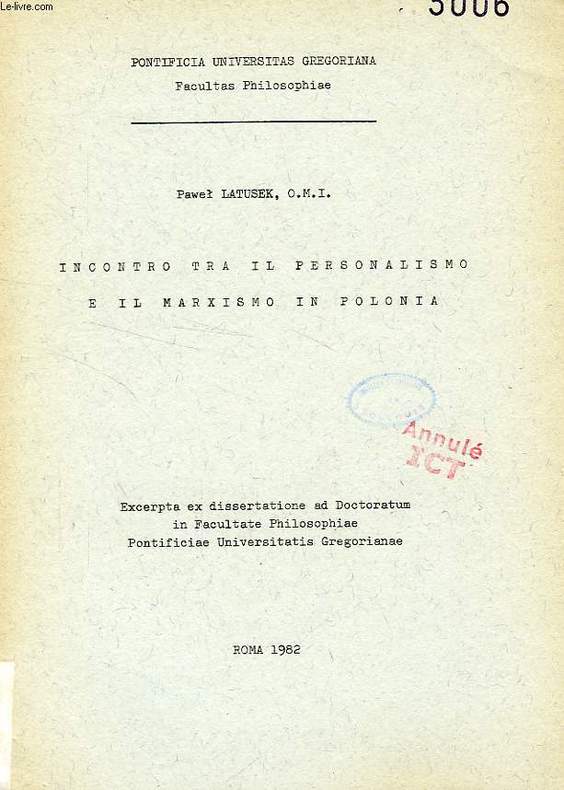 Le-livre.com
5006
PONTIFICIA UNIVERSITAS GREGORIANA
Facultas Philosophiae
Paweł LATUSEK, O.M.I.
INCONTRO TRA IL PERSONALISMO
E IL MARXISMO IN POLONIA
Annulé
ICT
Excerpta ex dissertatione ad Doctoratum
in Facultate Philosophiae
Pontificiae Universitatis Gregorianae
ROMA 1982